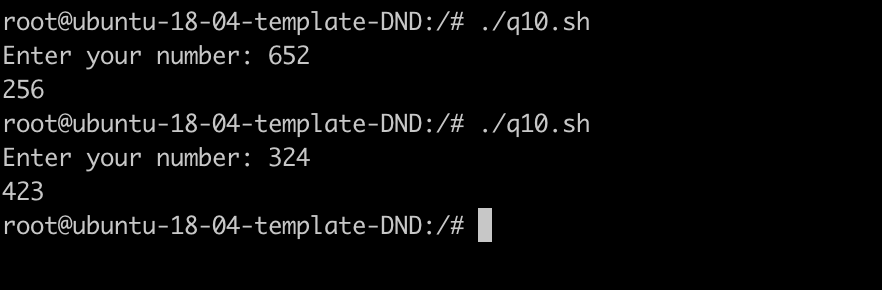 root@ubuntu-18-04-template-DND:/# ./q10.sh
Enter your number: 652
256
root@ubuntu-18-04-template-DND:/# ./q10.sh
Enter your number: 324
423
root@ubuntu-18-04-template-DND:/#